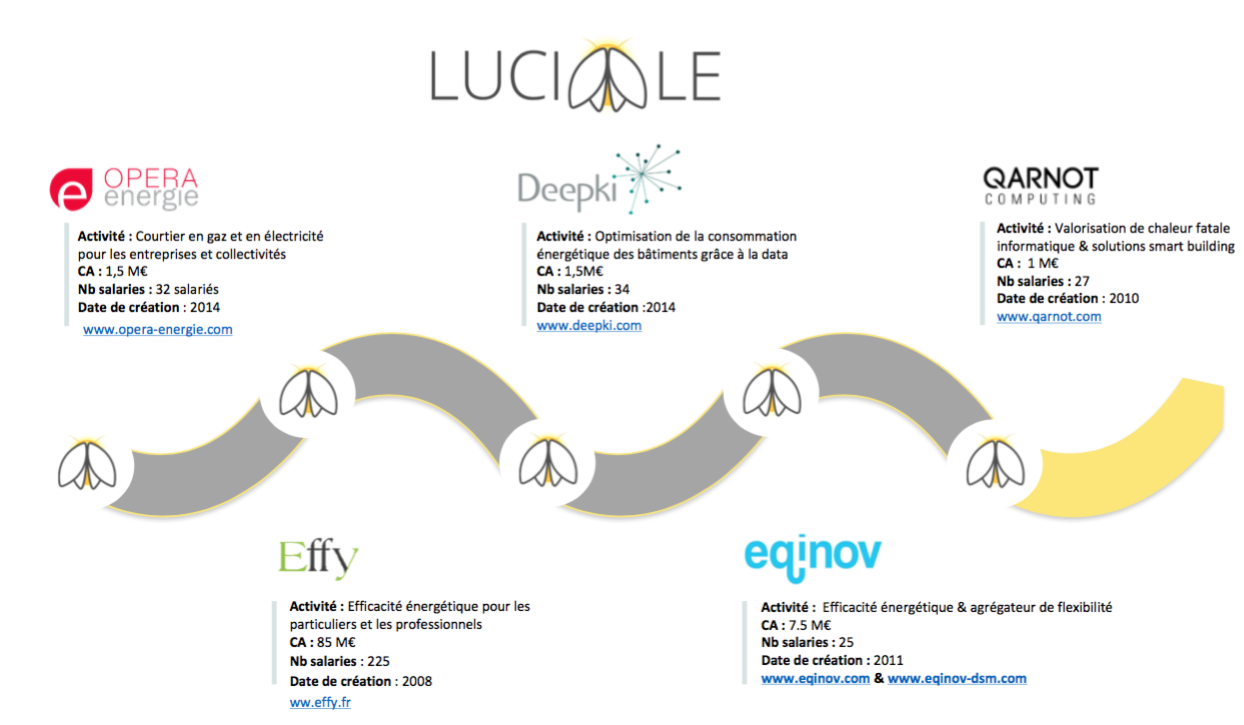 LUCIOLE
OPERA
energie
Activité : Courtier en gaz et en électricité
pour les entreprises et collectivités
CA : 1,5 M€
Nb salaries : 32 salariés
Date de création : 2014
www.opera-energie.com
Deepki
Activité : Optimisation de la consommation
énergétique des bâtiments grâce à la data
CA : 1,5M€
Nb salaries : 34
Date de création :2014
www.deepki.com
QARNOT
COMPUTING
Activité : Valorisation de chaleur fatale
informatique & solutions smart building
CA : 1 M€
Nb salaries : 27
Date de création : 2010
www.qarnot.com
Effy
Activité : Efficacité énergétique pour les
particuliers et les professionnels
CA : 85 M€
Nb salaries : 225
Date de création : 2008
ww.effy.fr
eqinov
Activité : Efficacité énergétique & agrégateur de flexibilité
CA : 7.5 M€
Nb salaries : 25
Date de création : 2011
www.eqinov.com & www.eqinov-dsm.com